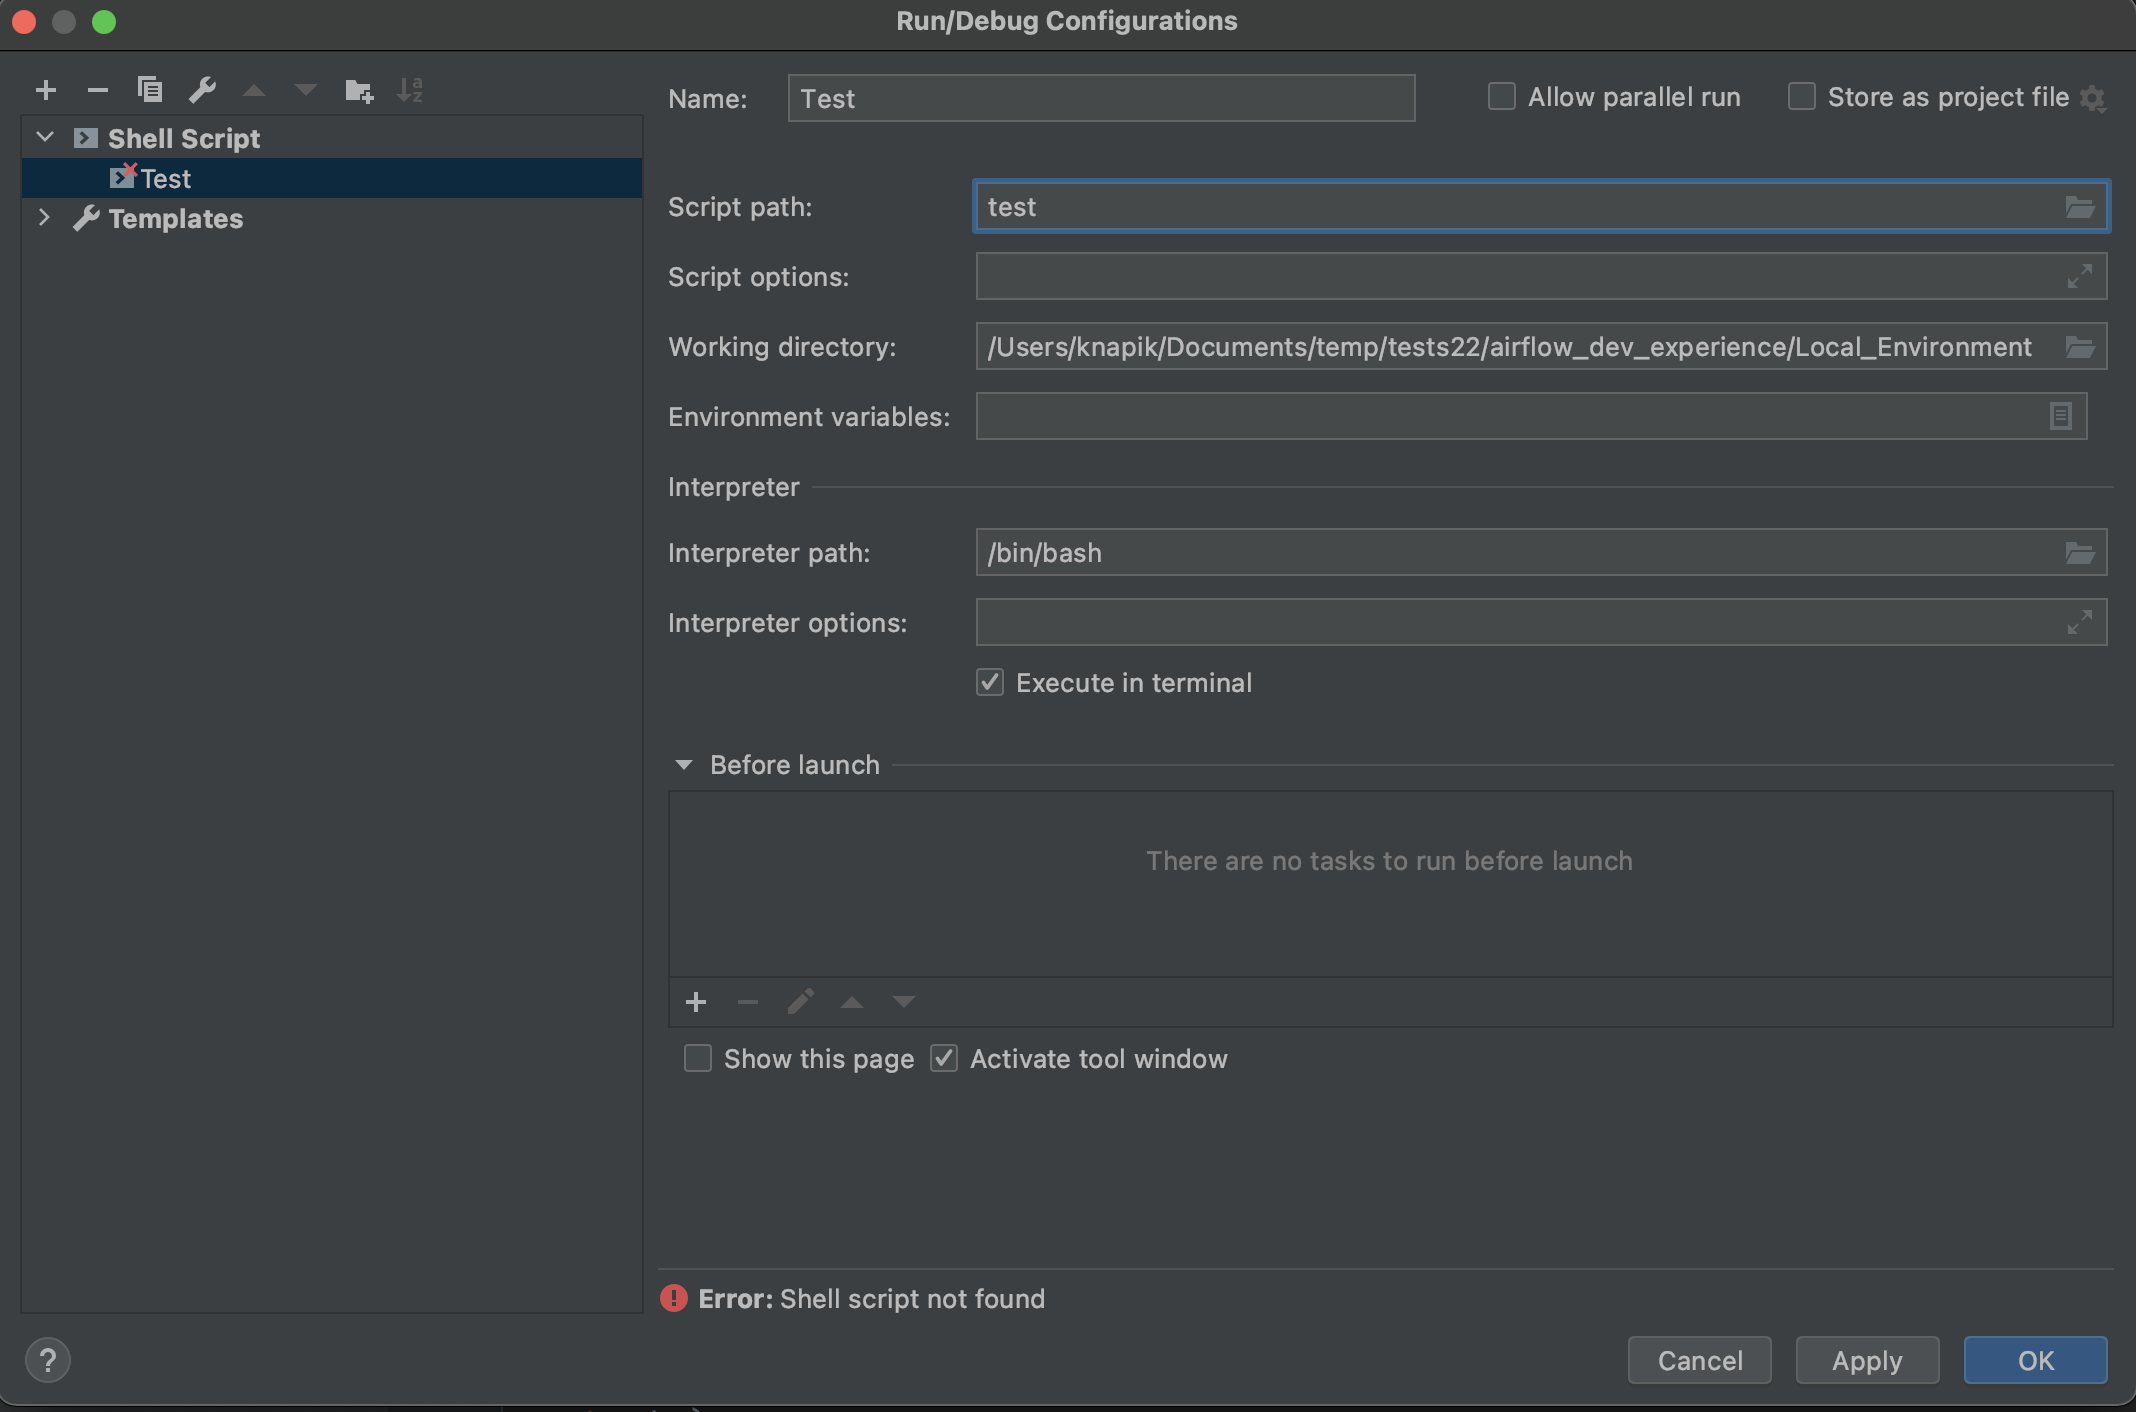 Run/Debug Configurations
Shell Script
Test
Templates
Name: Test
Allow parallel run
Store as project file
Script path: test
Script options:
Working directory: /Users/knapik/Documents/temp/tests22/airflow_dev_experience/Local_Environment
Environment variables:
Interpreter
Interpreter path: /bin/bash
Interpreter options:
Execute in terminal
Before launch
There are no tasks to run before launch
Show this page
Activate tool window
Error: Shell script not found
? Cancel Apply OK